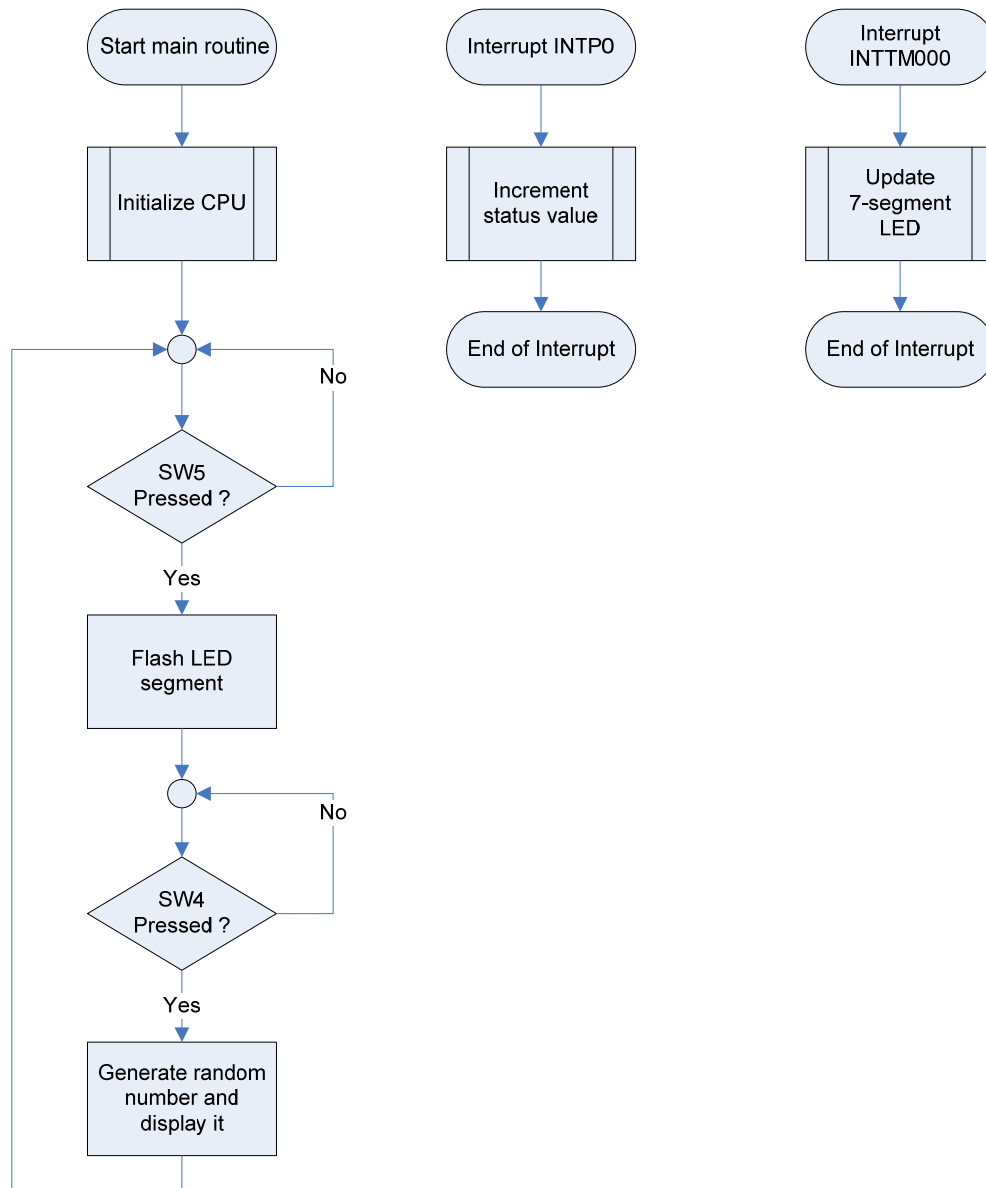 Start main routine
Initialize CPU
No
SW5
Pressed ?
Yes
Flash LED
segment
No
SW4
Pressed ?
Yes
Generate random
number and
display it
Interrupt INTP0
Increment
status value
End of Interrupt
Interrupt
INTTM000
Update
7-segment
LED
End of Interrupt